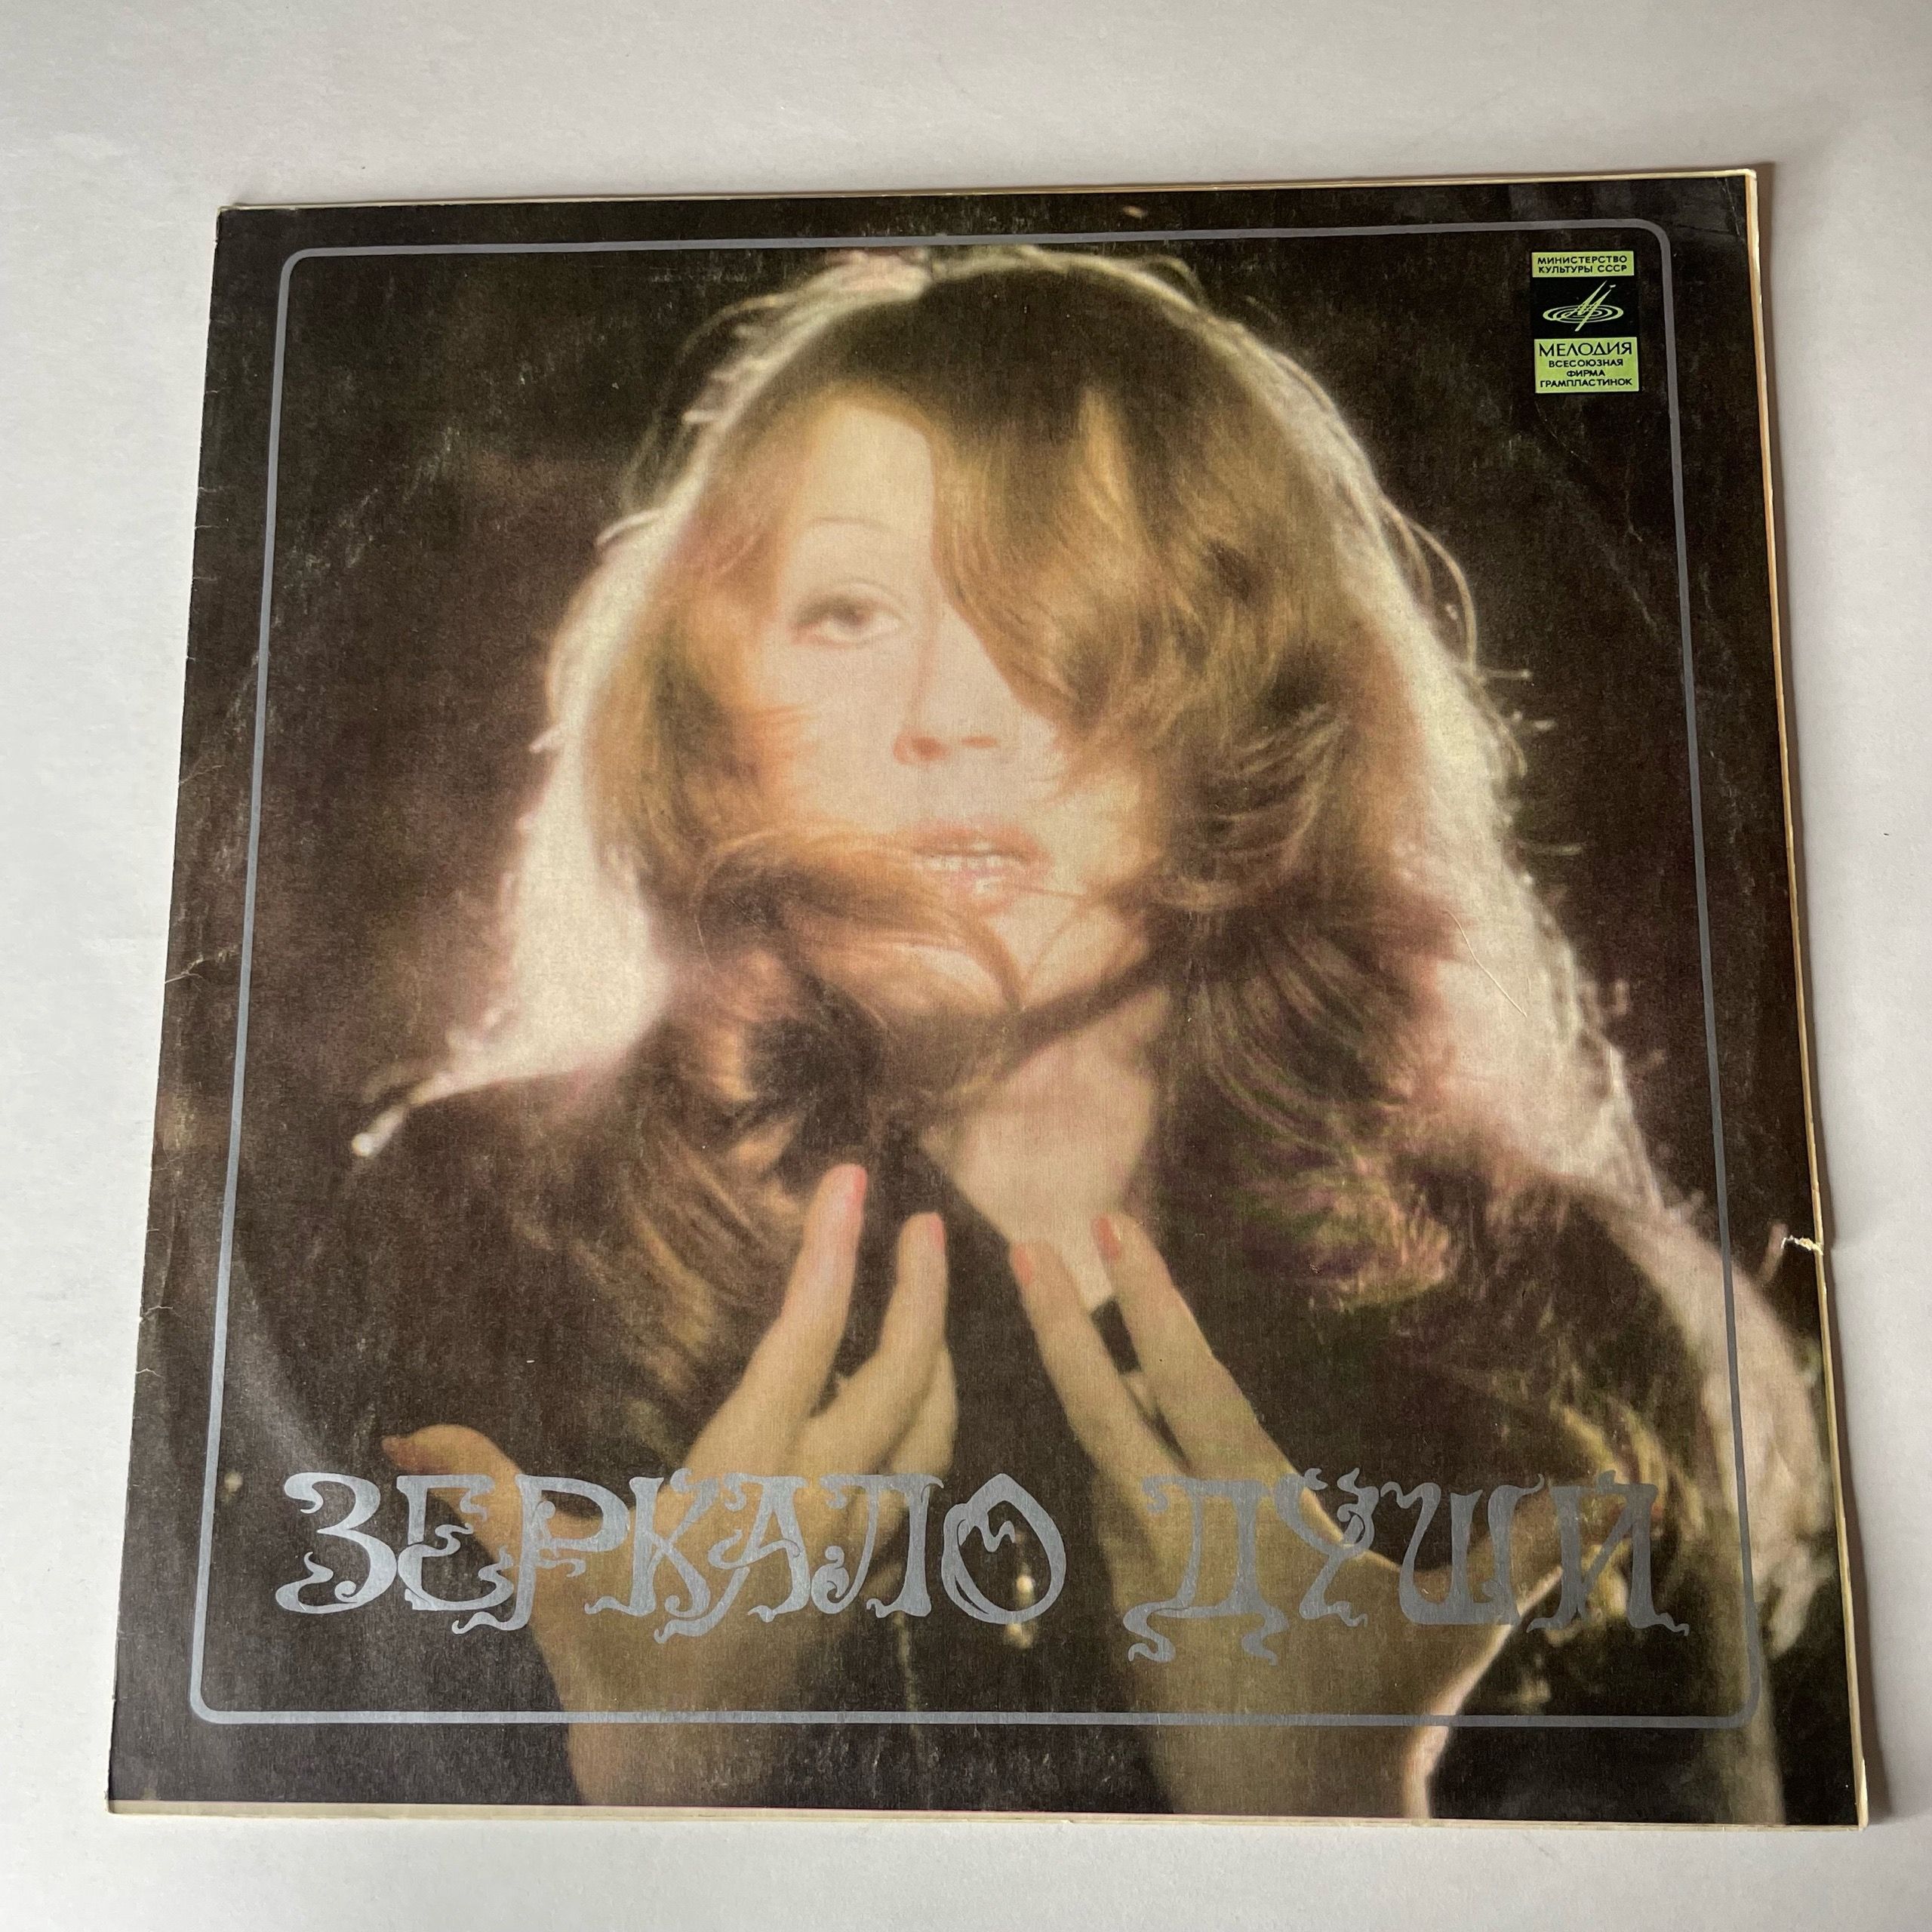 МИНИСТЕРСТВО
КУЛЬТУРЫ СССР
МЕЛОДИЯ
ВСЕСОЮЗНАЯ
ФИРМА
ГРАМПЛАСТИНОК
ЗЕРКАЛО ДУШИ